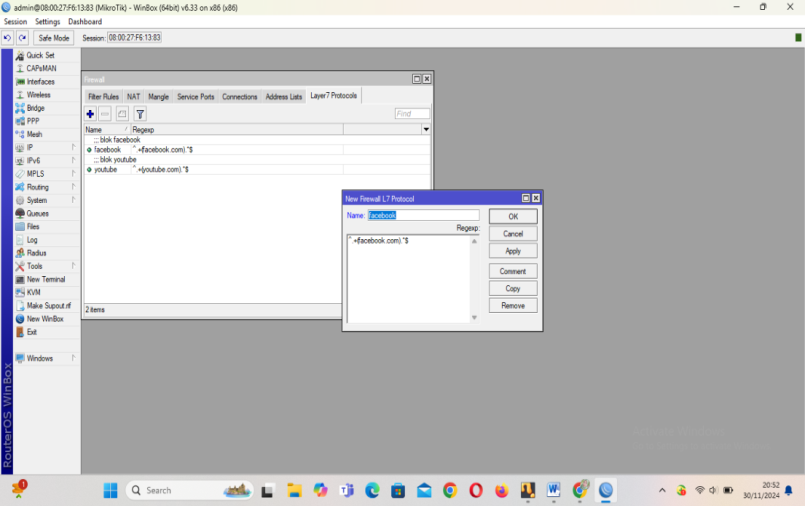 admin@08:00:27:F6:13:83 (MikroTik) - WinBox (64bit) v6.33 on x86 (x86)
Session Settings Dashboard
Safe Mode Session: 08:00:27:F6:13:83
Quick Set
CAPsMAN
Interfaces
Wireless
Bridge
PPP
Mesh
IP
IPv6
MPLS
Routing
System
Queues
Files
Log
Radius
Tools
New Terminal
KVM
Make Supout.rif
New WinBox
Exit
Windows
RouterOS WinBox
Firewall
Filter Rules NAT Mangle Service Ports Connections Address Lists Layer7 Protocols
Find
Name Regexp
;;; blok facebook
facebook ^.+(facebook.com).*$
;;; blok youtube
youtube ^.+(youtube.com).*$
2 items
New Firewall L7 Protocol
Name: facebook
Regexp:
^.+(facebook.com).*$
OK
Cancel
Apply
Comment
Copy
Remove
1
Search
20:52
30/11/2024